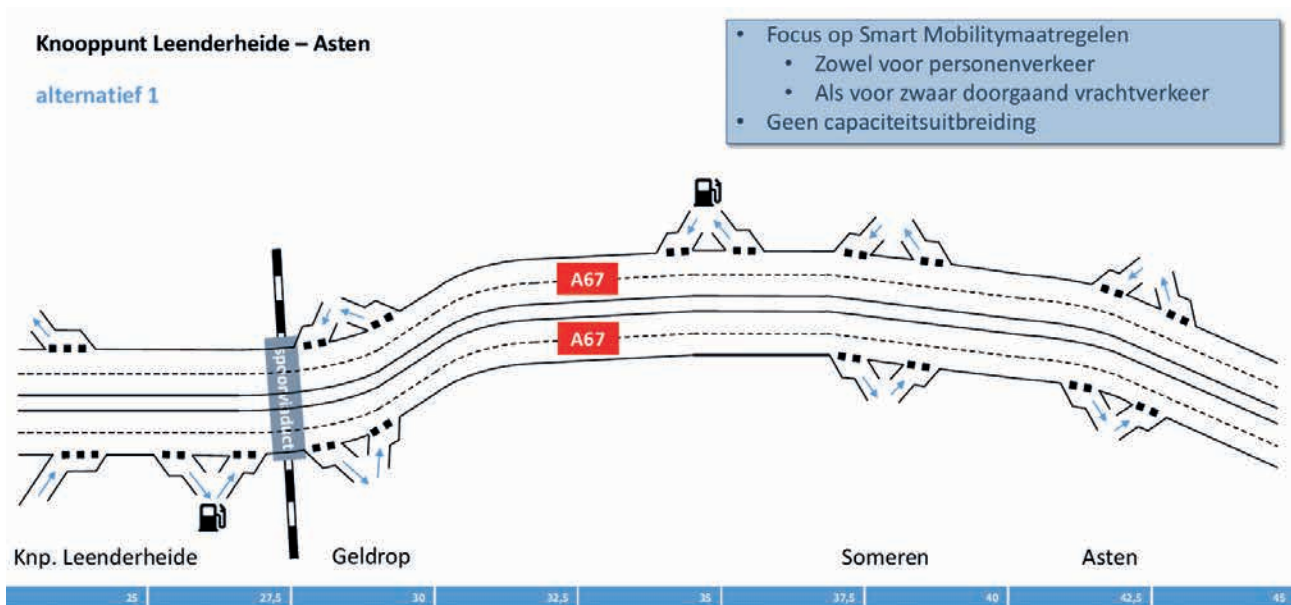 Knooppunt Leenderheide – Asten
alternatief 1
• Focus op Smart Mobilitymaatregelen
• Zowel voor personenverkeer
• Als voor zwaar doorgaand vrachtverkeer
• Geen capaciteitsuitbreiding
A67
A67
spoorviaduct
Knp. Leenderheide
Geldrop
Someren
Asten
25
27,5
30
32,5
35
37,5
40
42,5
45